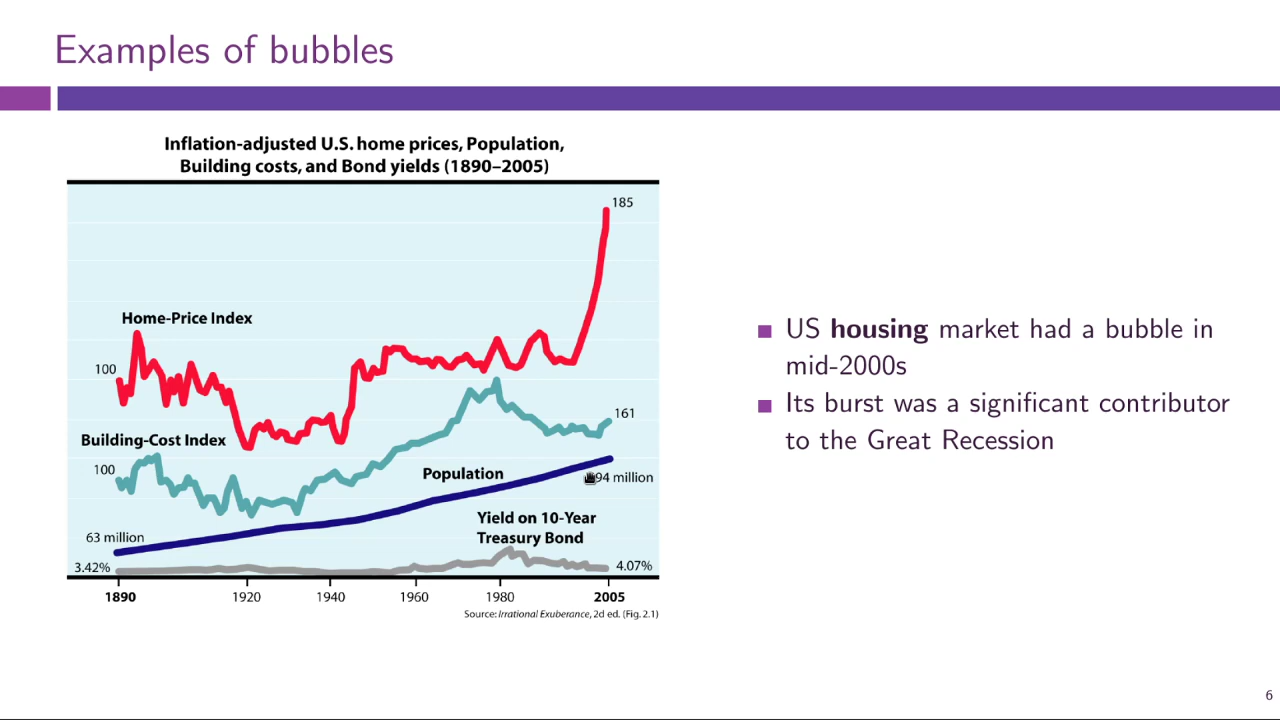 Examples of bubbles
Inflation-adjusted U.S. home prices, Population,
Building costs, and Bond yields (1890–2005)
185
Home-Price Index
100
161
Building-Cost Index
100
Population
94 million
Yield on 10-Year
Treasury Bond
63 million
3.42%
4.07%
1890 1920 1940 1960 1980 2005
Source: Irrational Exuberance, 2d ed. (Fig. 2.1)
US housing market had a bubble in
mid-2000s
Its burst was a significant contributor
to the Great Recession
6